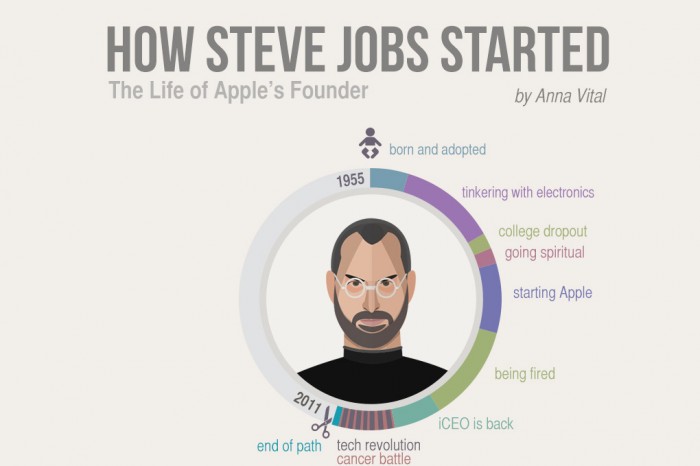 HOW STEVE JOBS STARTED
The Life of Apple's Founder
by Anna Vital
born and adopted
1955
tinkering with electronics
college dropout
going spiritual
starting Apple
being fired
iCEO is back
2011
end of path
tech revolution
cancer battle